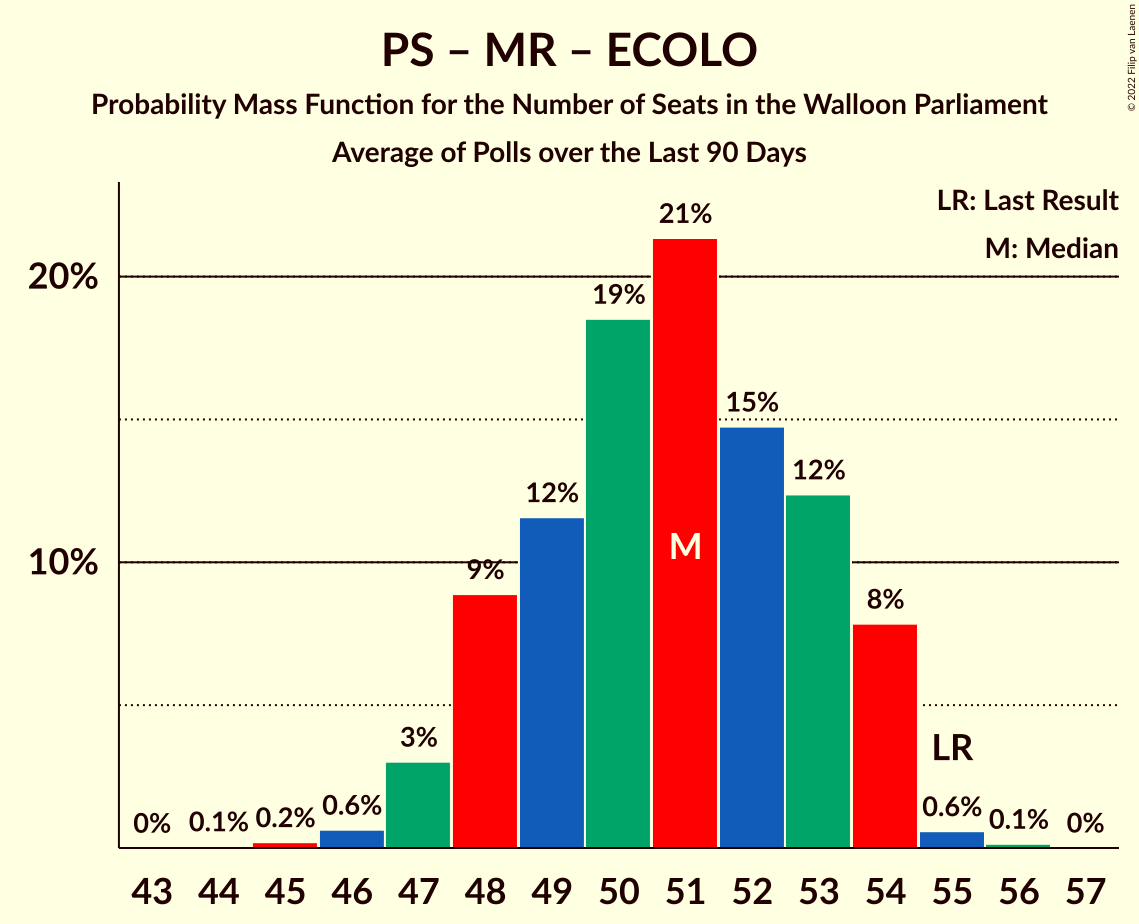 PS – MR – ECOLO
Probability Mass Function for the Number of Seats in the Walloon Parliament
Average of Polls over the Last 90 Days
© 2022 Filip van Laenen
LR: Last Result
M: Median
20%
10%
0%
0.1%
0.2%
0.6%
3%
9%
12%
19%
21%
15%
12%
8%
0.6%
0.1%
0%
M
LR
43 44 45 46 47 48 49 50 51 52 53 54 55 56 57